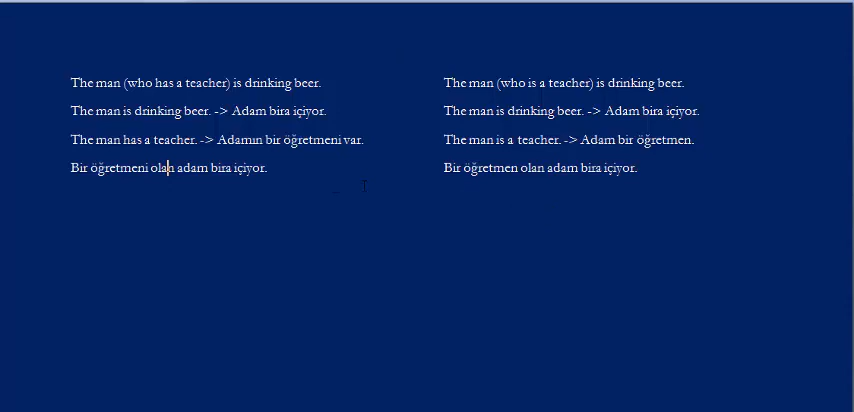 The man (who has a teacher) is drinking beer.
The man is drinking beer. -> Adam bira içiyor.
The man has a teacher. -> Adamın bir öğretmeni var.
Bir öğretmeni olan adam bira içiyor.
The man (who is a teacher) is drinking beer.
The man is drinking beer. -> Adam bira içiyor.
The man is a teacher. -> Adam bir öğretmen.
Bir öğretmen olan adam bira içiyor.